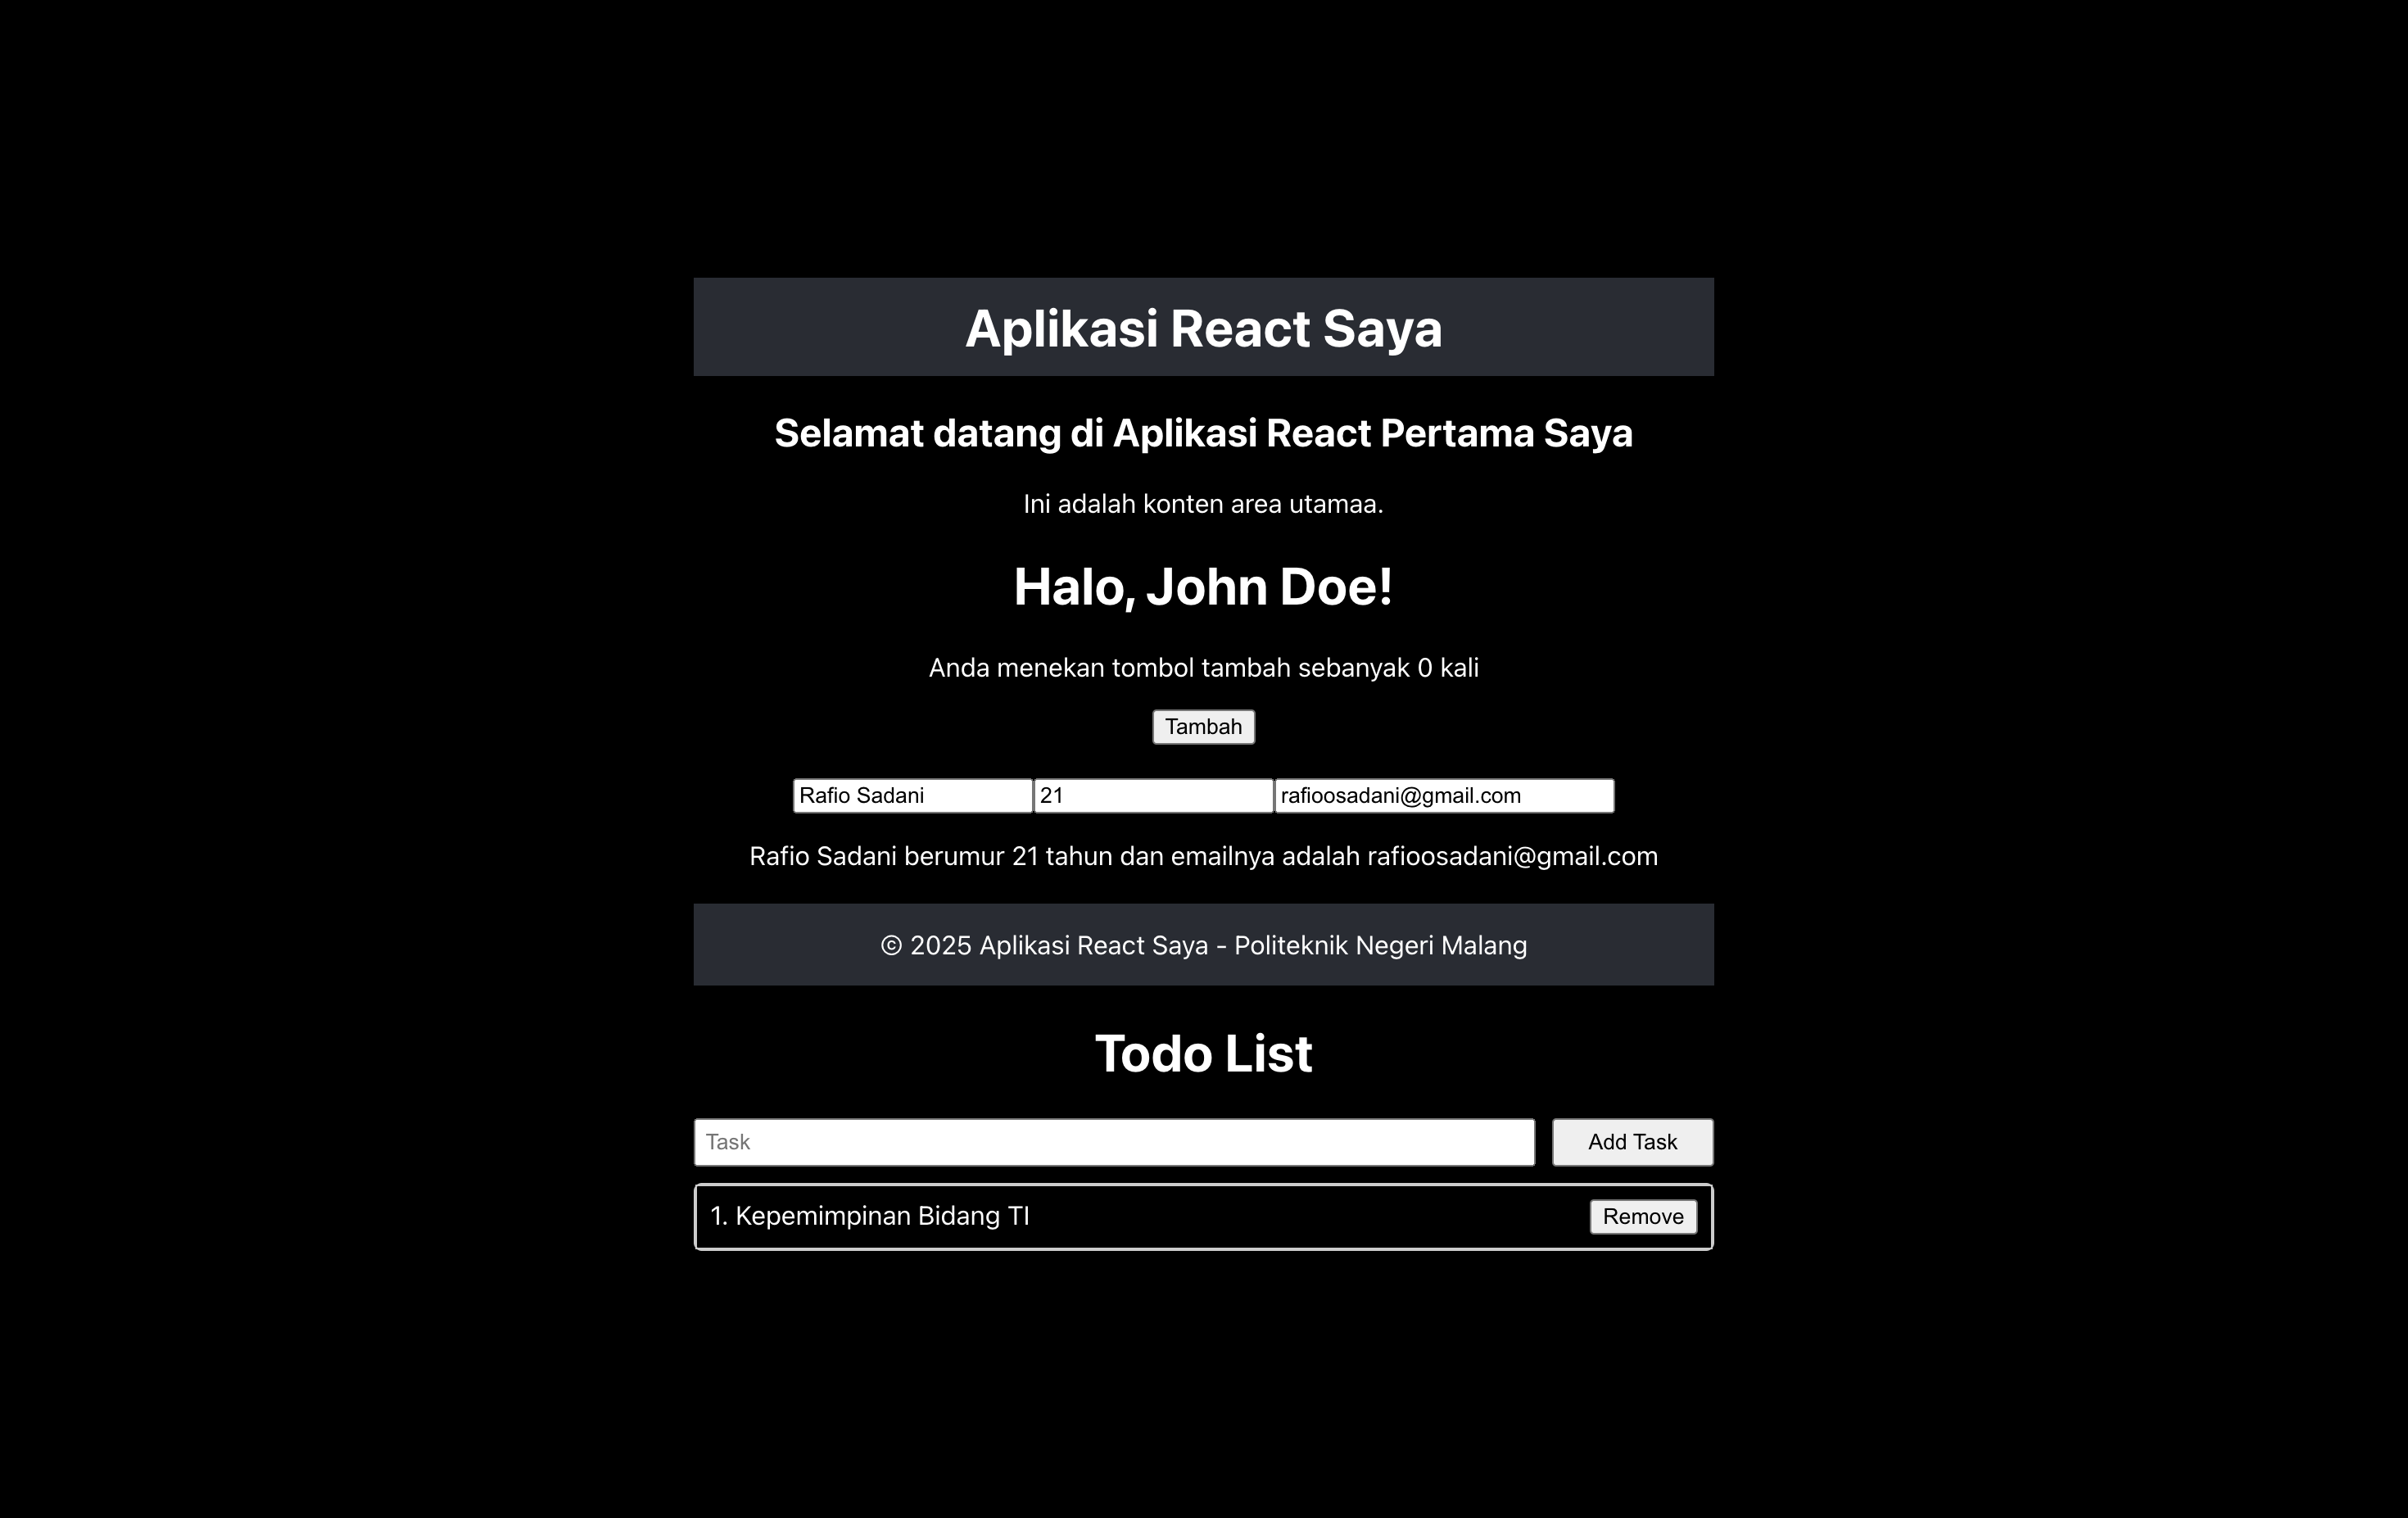 Aplikasi React Saya
Selamat datang di Aplikasi React Pertama Saya
Ini adalah konten area utamaa.
Halo, John Doe!
Anda menekan tombol tambah sebanyak 0 kali
Tambah
Rafio Sadani 21 rafioosadani@gmail.com
Rafio Sadani berumur 21 tahun dan emailnya adalah rafioosadani@gmail.com
© 2025 Aplikasi React Saya - Politeknik Negeri Malang
Todo List
Task Add Task
1. Kepemimpinan Bidang TI Remove